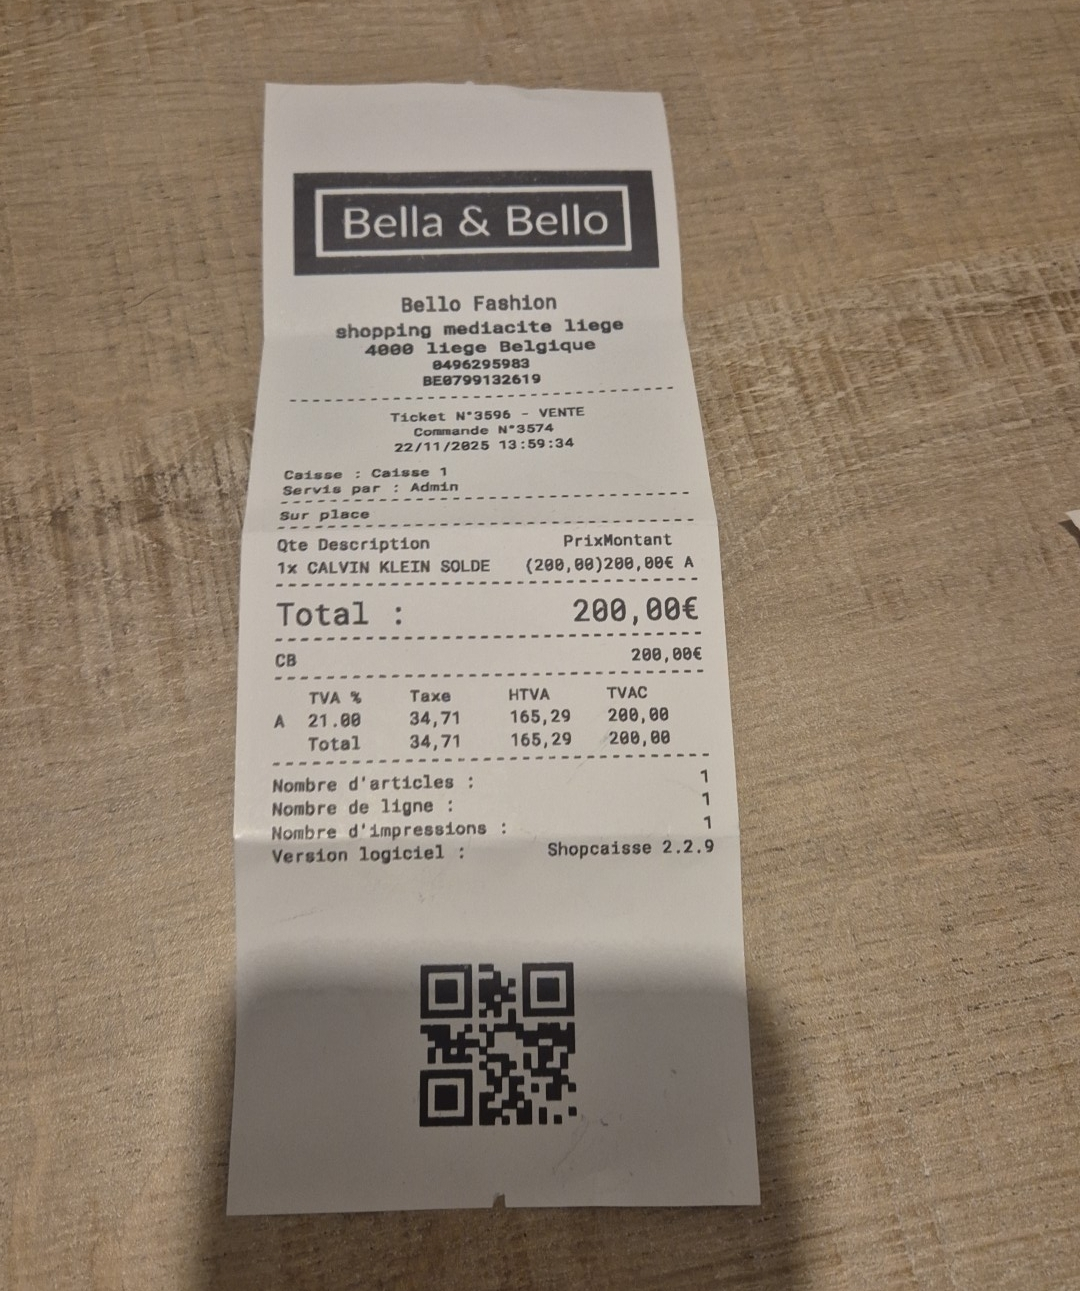 Bella & Bello
Bello Fashion
shopping mediacite liege
4000 liege Belgique
0496295983
BE0799132619
Ticket N°3596 - VENTE
Commande N°3574
22/11/2025 13:59:34
Caisse : Caisse 1
Servis par : Admin
Sur place
Qte Description PrixMontant
1x CALVIN KLEIN SOLDE (200,00)200,00€ A
Total : 200,00€
CB 200,00€
TVA % Taxe HTVA TVAC
A 21.00 34,71 165,29 200,00
Total 34,71 165,29 200,00
Nombre d'articles : 1
Nombre de ligne : 1
Nombre d'impressions : 1
Version logiciel : Shopcaisse 2.2.9